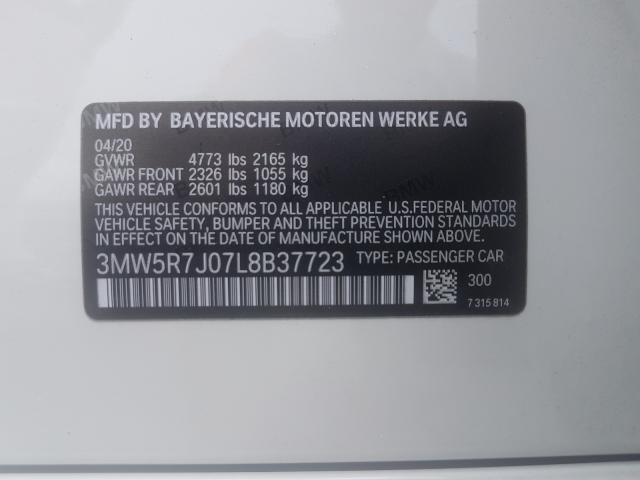 MFD BY BAYERISCHE MOTOREN WERKE AG
04/20
GVWR 4773 lbs 2165 kg
GAWR FRONT 2326 lbs 1055 kg
GAWR REAR 2601 lbs 1180 kg
THIS VEHICLE CONFORMS TO ALL APPLICABLE U.S.FEDERAL MOTOR
VEHICLE SAFETY, BUMPER AND THEFT PREVENTION STANDARDS
IN EFFECT ON THE DATE OF MANUFACTURE SHOWN ABOVE.
3MW5R7J07L8B37723 TYPE: PASSENGER CAR
300
7 315 814